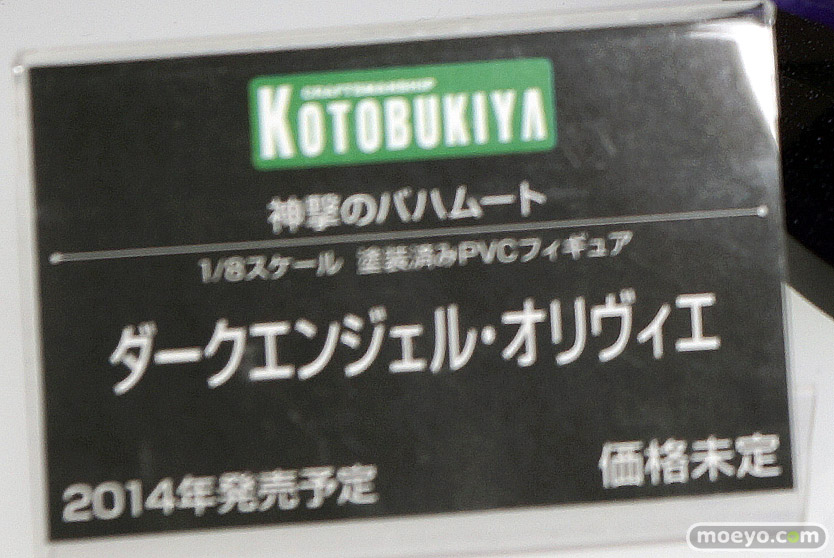 CRAFTSMANSHIP
KOTOBUKIYA
神撃のバハムート
1/8スケール 塗装済みPVCフィギュア
ダークエンジェル・オリヴィエ
2014年発売予定
価格未定
moeyo.com